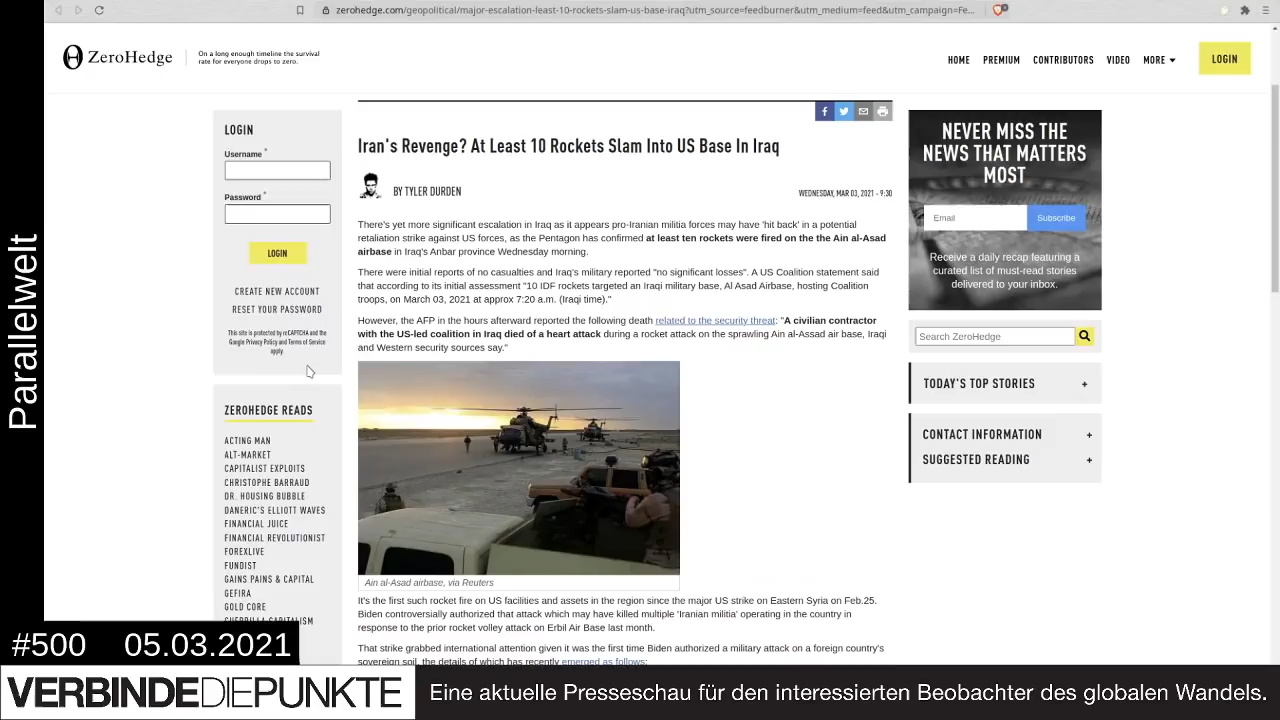 zerohedge.com/geopolitical/major-escalation-least-10-rockets-slam-us-base-iraq?utm_source=feedburner&utm_medium=feed&utm_campaign=Fe...
ZeroHedge
On a long enough timeline the survival
rate for everyone drops to zero.
HOME PREMIUM CONTRIBUTORS VIDEO MORE
LOGIN
LOGIN
Username *
Password *
LOGIN
CREATE NEW ACCOUNT
RESET YOUR PASSWORD
This site is protected by reCAPTCHA and the
Google Privacy Policy and Terms of Service
apply.
ZEROHEDGE READS
ACTING MAN
ALT-MARKET
CAPITALIST EXPLOITS
CHRISTOPHE BARRAUD
DR. HOUSING BUBBLE
DANERIC'S ELLIOTT WAVES
FINANCIAL JUICE
FINANCIAL REVOLUTIONIST
FOREXLIVE
FUNDIST
GAINS PAINS & CAPITAL
GEFIRA
GOLD CORE
GUERRILLA CAPITALISM
Iran's Revenge? At Least 10 Rockets Slam Into US Base In Iraq
BY TYLER DURDEN
WEDNESDAY, MAR 03, 2021 - 9:30
There's yet more significant escalation in Iraq as it appears pro-Iranian militia forces may have 'hit back' in a potential
retaliation strike against US forces, as the Pentagon has confirmed at least ten rockets were fired on the the Ain al-Asad
airbase in Iraq's Anbar province Wednesday morning.
There were initial reports of no casualties and Iraq's military reported "no significant losses". A US Coalition statement said
that according to its initial statement "10 IDF rockets targeted an Iraqi military base, Al Asad Airbase, hosting Coalition
troops, on March 03, 2021 at approx 7:20 a.m. (Iraqi time)."
However, the AFP in the hours afterward reported the following death related to the security threat: "A civilian contractor
with the US-led coalition in Iraq died of a heart attack during a rocket attack on the sprawling Ain al-Assad air base, Iraqi
and Western security sources say."
Ain al-Asad airbase, via Reuters
It's the first such rocket fire on US facilities and assets in the region since the major US strike on Eastern Syria on Feb.25.
Biden controversially authorized that attack which may have killed multiple 'Iranian militia' operating in the country in
response to the prior rocket volley attack on Erbil Air Base last month.
That strike grabbed international attention given it was the first time Biden authorized a military attack on a foreign country's
sovereign soil, the details of which has recently emerged as follows:
NEVER MISS THE
NEWS THAT MATTERS
MOST
Email
Subscribe
Receive a daily recap featuring a
curated list of must-read stories
delivered to your inbox.
Search ZeroHedge
TODAY'S TOP STORIES +
CONTACT INFORMATION +
SUGGESTED READING +
Parallelwelt
#500 05.03.2021
VERBINDEDIEPUNKTE
Eine aktuelle Presseschau für den interessierten Beobachter des globalen Wandels.